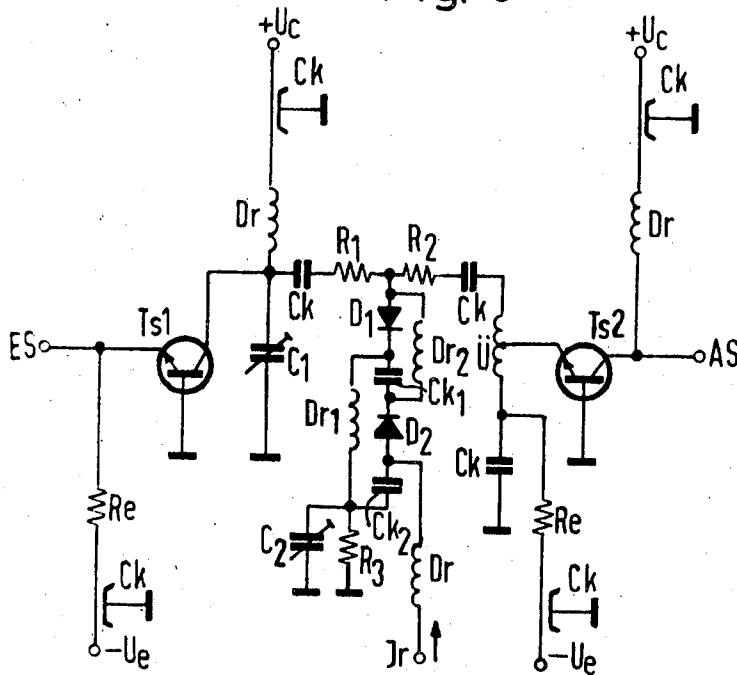 +Uc
+Uc
Ck
Ck
Dr
Dr
R1
R2
Ck
Ck
Ts1
D1
Ts2
ES
C1
Dr2
Ü
AS
Ck1
Dr1
D2
Ck
Re
Ck2
Re
C2
R3
Dr
Ck
Ck
-Ue
Jr
-Ue